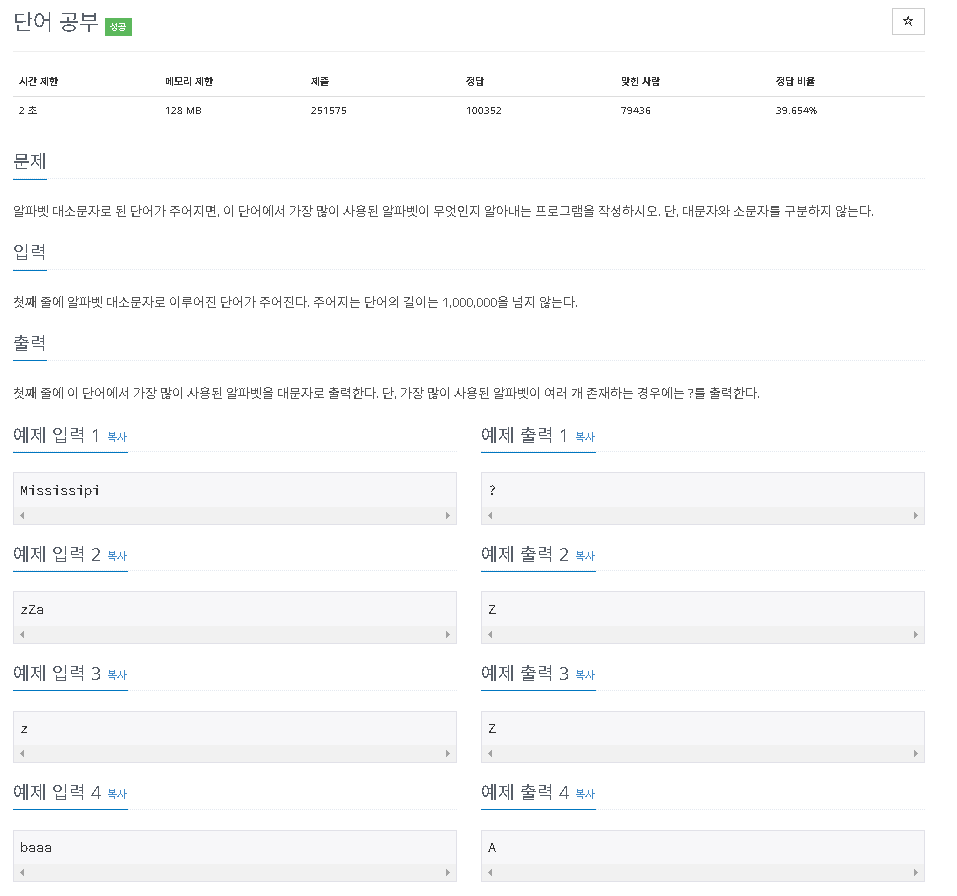 단어 공부 성공
☆
시간 제한 메모리 제한 제출 정답 맞힌 사람 정답 비율
2 초 128 MB 251575 100352 79436 39.654%
문제
알파벳 대소문자로 된 단어가 주어지면, 이 단어에서 가장 많이 사용된 알파벳이 무엇인지 알아내는 프로그램을 작성하시오. 단, 대문자와 소문자를 구분하지 않는다.
입력
첫째 줄에 알파벳 대소문자로 이루어진 단어가 주어진다. 주어지는 단어의 길이는 1,000,000을 넘지 않는다.
출력
첫째 줄에 이 단어에서 가장 많이 사용된 알파벳을 대문자로 출력한다. 단, 가장 많이 사용된 알파벳이 여러 개 존재하는 경우에는 ?를 출력한다.
예제 입력 1 복사
Mississipi
예제 출력 1 복사
?
예제 입력 2 복사
zZa
예제 출력 2 복사
Z
예제 입력 3 복사
z
예제 출력 3 복사
Z
예제 입력 4 복사
baaa
예제 출력 4 복사
A